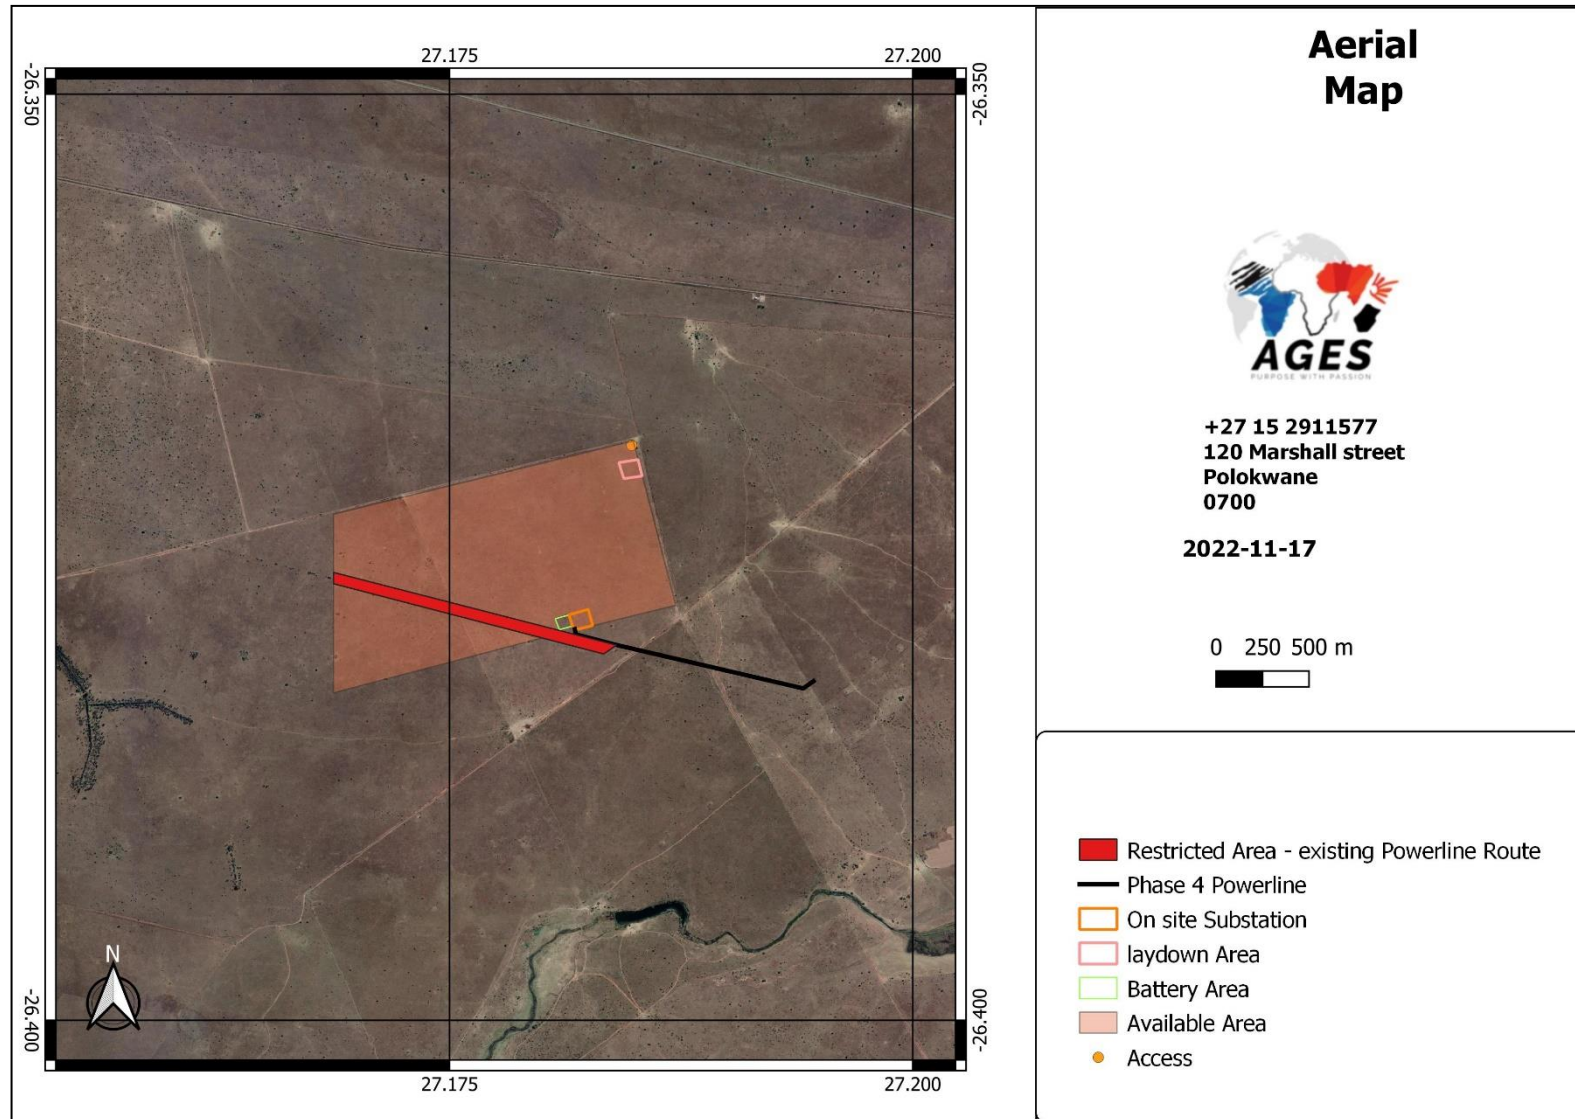 27.175
27.200
-26.350
-26.350
-26.400
-26.400
27.175
27.200
N
Aerial
Map
AGES
PURPOSE WITH PASSION
+27 15 2911577
120 Marshall street
Polokwane
0700
2022-11-17
0 250 500 m
Restricted Area - existing Powerline Route
Phase 4 Powerline
On site Substation
laydown Area
Battery Area
Available Area
Access